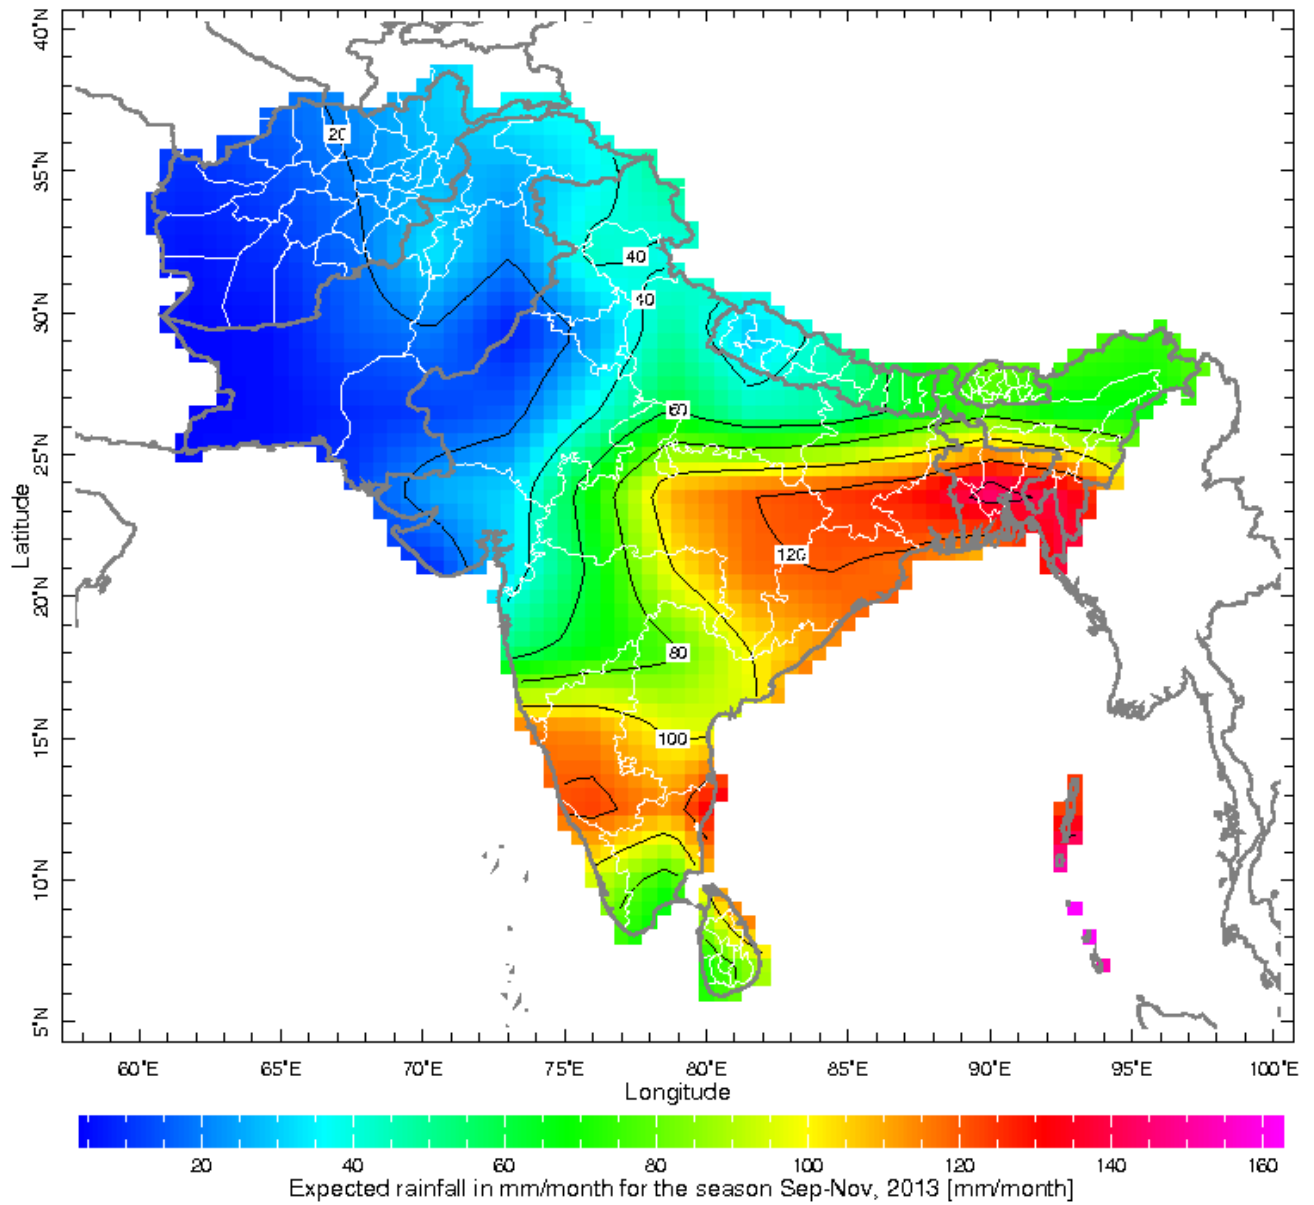 40°N
35°N
30°N
25°N
20°N
15°N
10°N
5°N
Latitude
20
40
40
60
120
80
100
60°E 65°E 70°E 75°E 80°E 85°E 90°E 95°E 100°E
Longitude
20 40 60 80 100 120 140 160
Expected rainfall in mm/month for the season Sep-Nov, 2013 [mm/month]